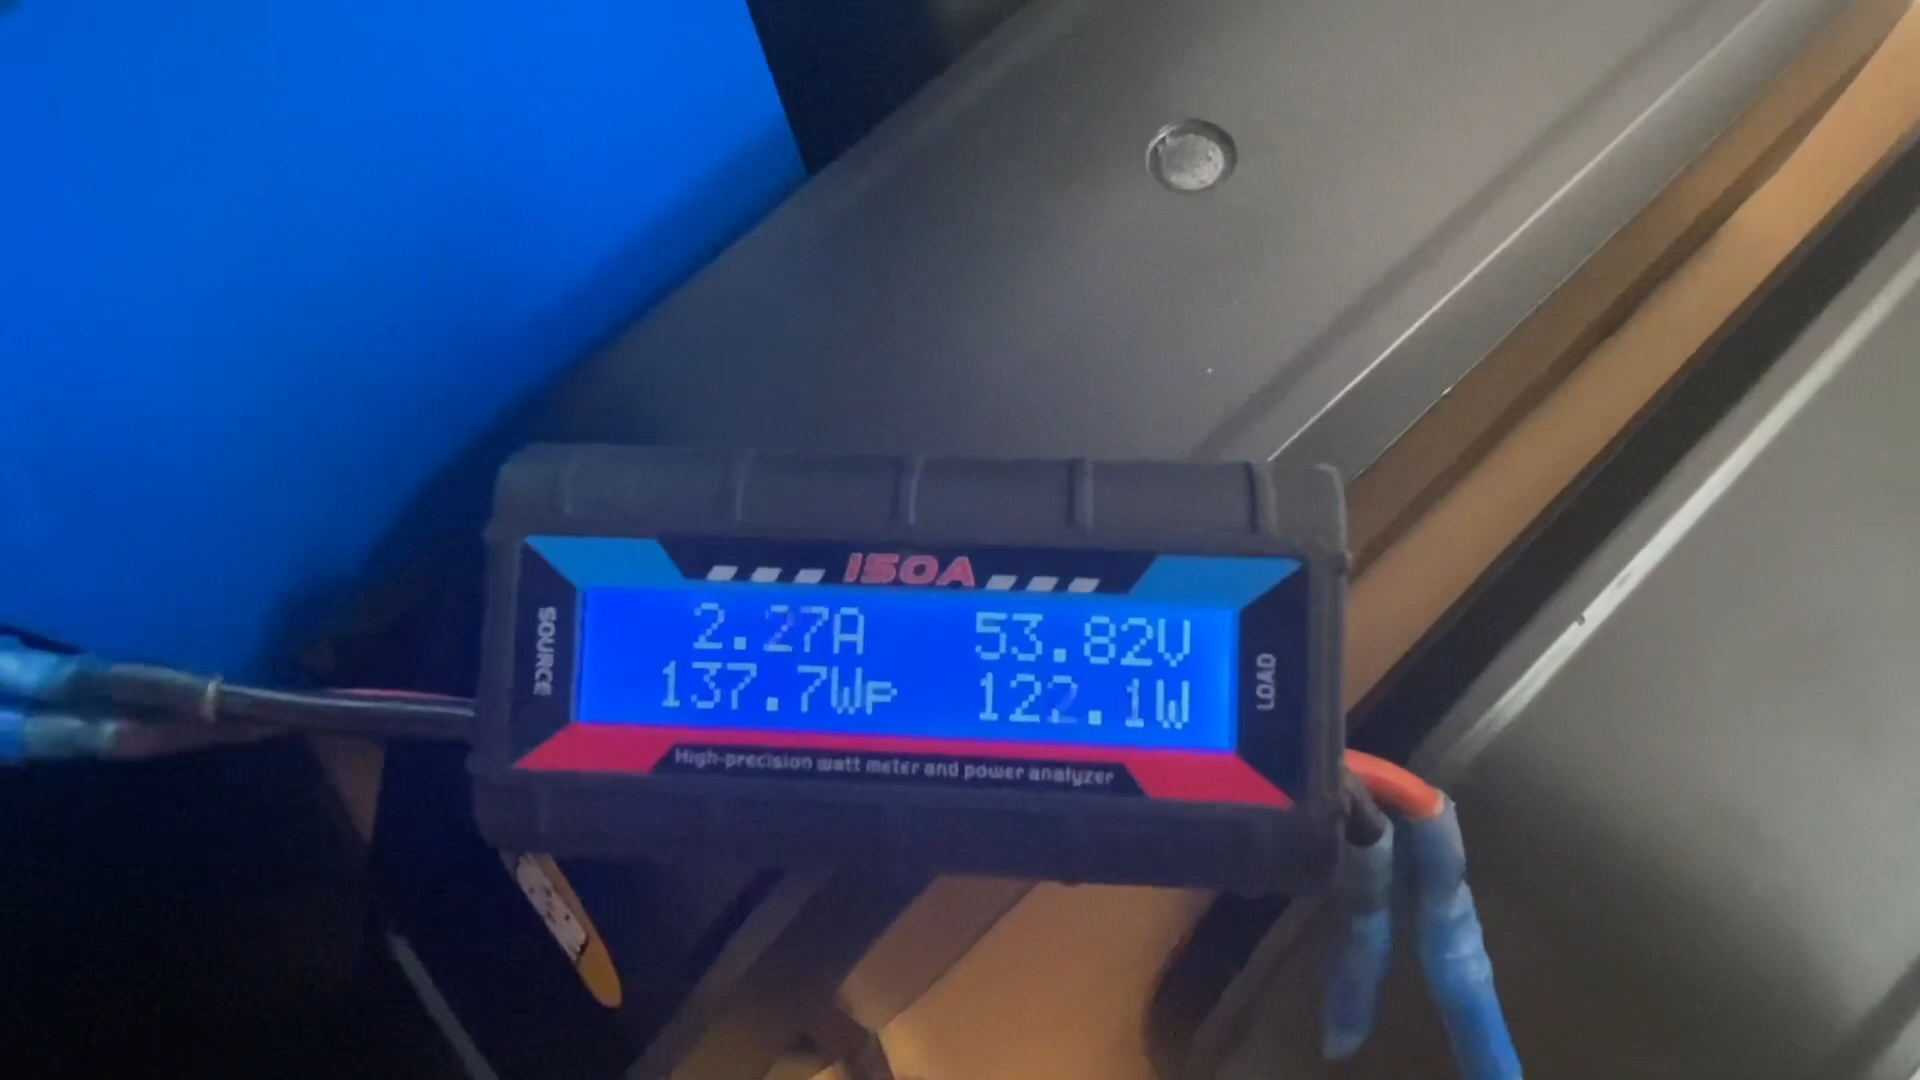 150A
SOURCE
2.27A 53.82V
137.7Wp 122.1W
LOAD
High-precision watt meter and power analyzer